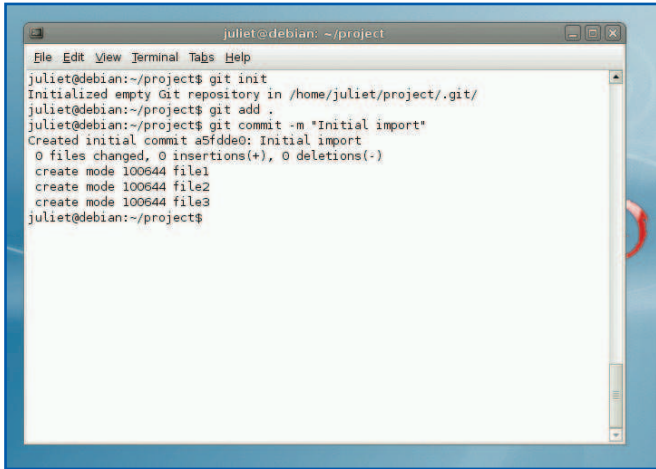 juliet@debian: ~/project
File Edit View Terminal Tabs Help
juliet@debian:~/project$ git init
Initialized empty Git repository in /home/juliet/project/.git/
juliet@debian:~/project$ git add .
juliet@debian:~/project$ git commit -m "Initial import"
Created initial commit a5fdde0: Initial import
 0 files changed, 0 insertions(+), 0 deletions(-)
 create mode 100644 file1
 create mode 100644 file2
 create mode 100644 file3
juliet@debian:~/project$